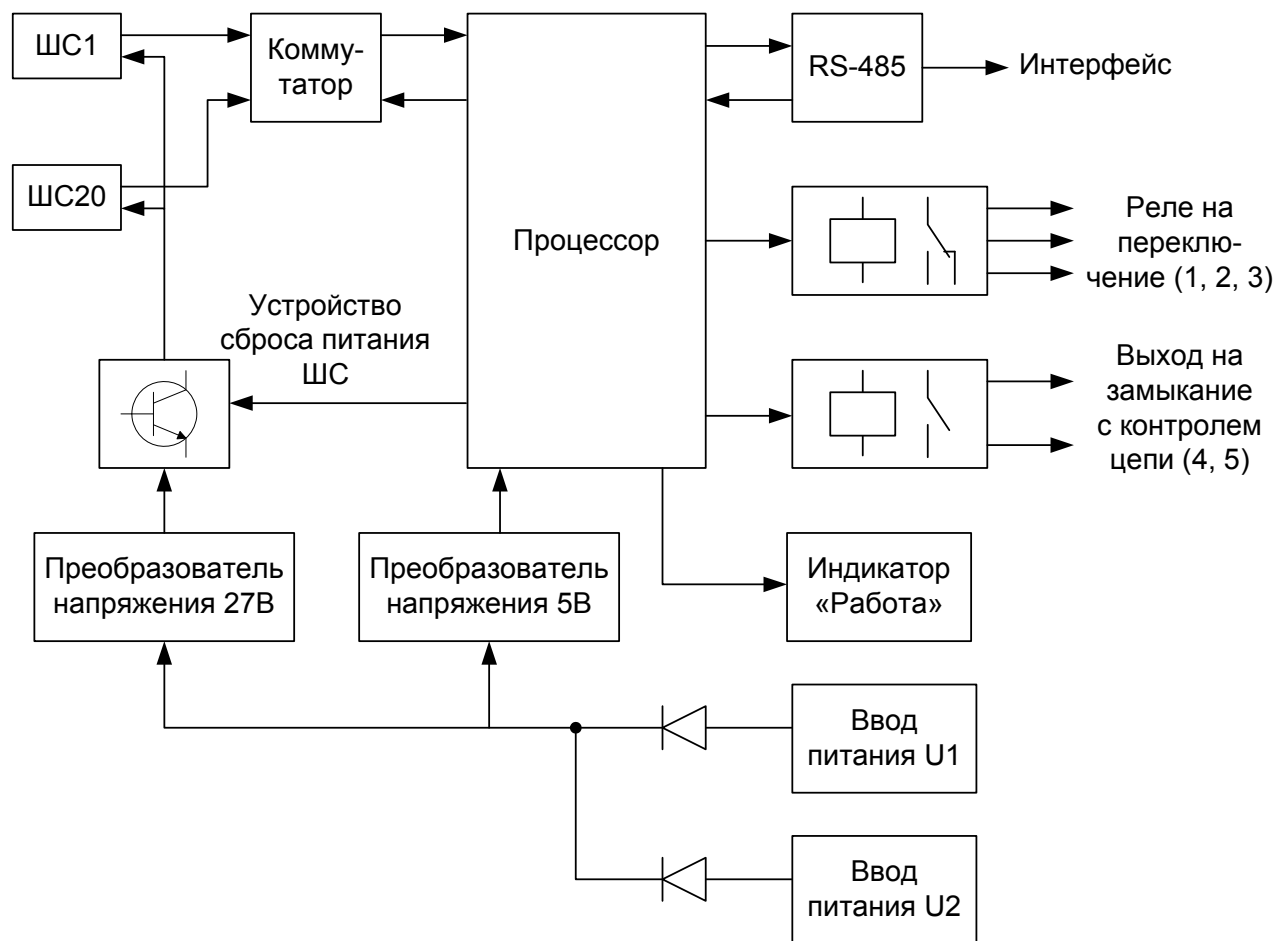 ШС1
Комму-
татор
RS-485
Интерфейс
ШС20
Процессор
Реле на
переклю-
чение (1, 2, 3)
Устройство
сброса питания
ШС
Выход на
замыкание
с контролем
цепи (4, 5)
Преобразователь
напряжения 27В
Преобразователь
напряжения 5В
Индикатор
«Работа»
Ввод
питания U1
Ввод
питания U2